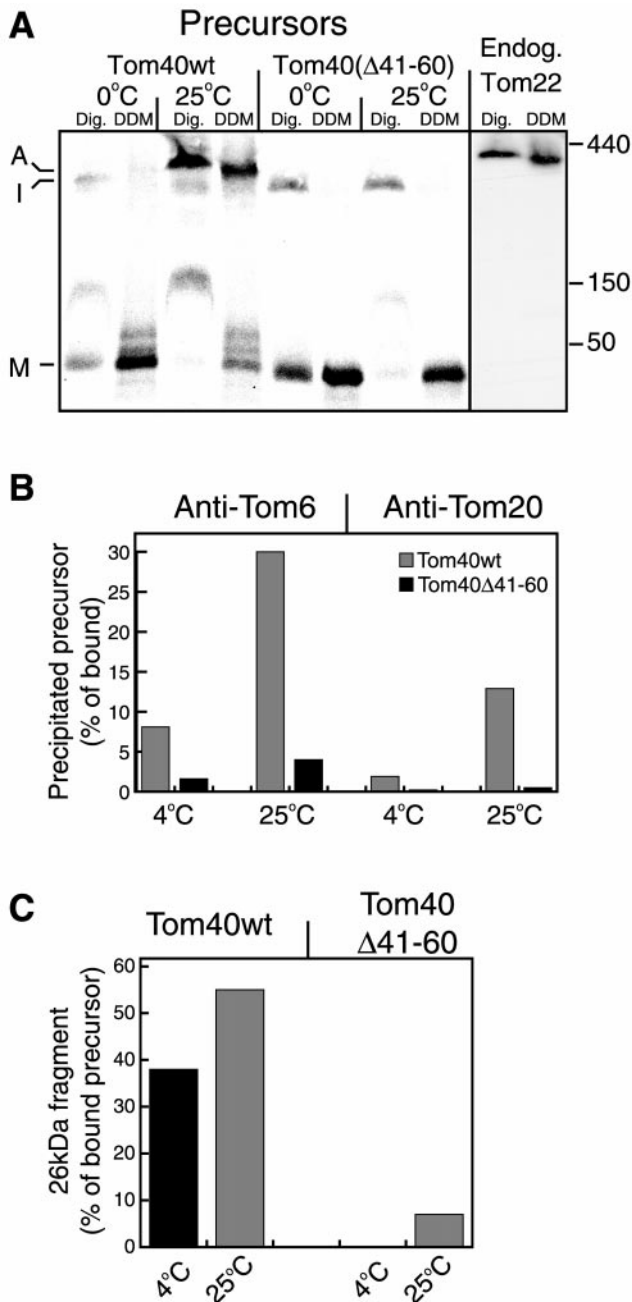 A
Precursors
Tom40wt Tom40(Δ41-60) Endog.
0°C 25°C 0°C 25°C Tom22
Dig. DDM Dig. DDM Dig. DDM Dig. DDM Dig. DDM
A
I
M
440
150
50
B
Anti-Tom6 Anti-Tom20
Precipitated precursor
(% of bound)
30
25
20
15
10
5
0
Tom40wt
Tom40Δ41-60
4°C 25°C 4°C 25°C
C
Tom40wt Tom40
Δ41-60
26kDa fragment
(% of bound precursor)
60
50
40
30
20
10
0
4°C 25°C 4°C 25°C